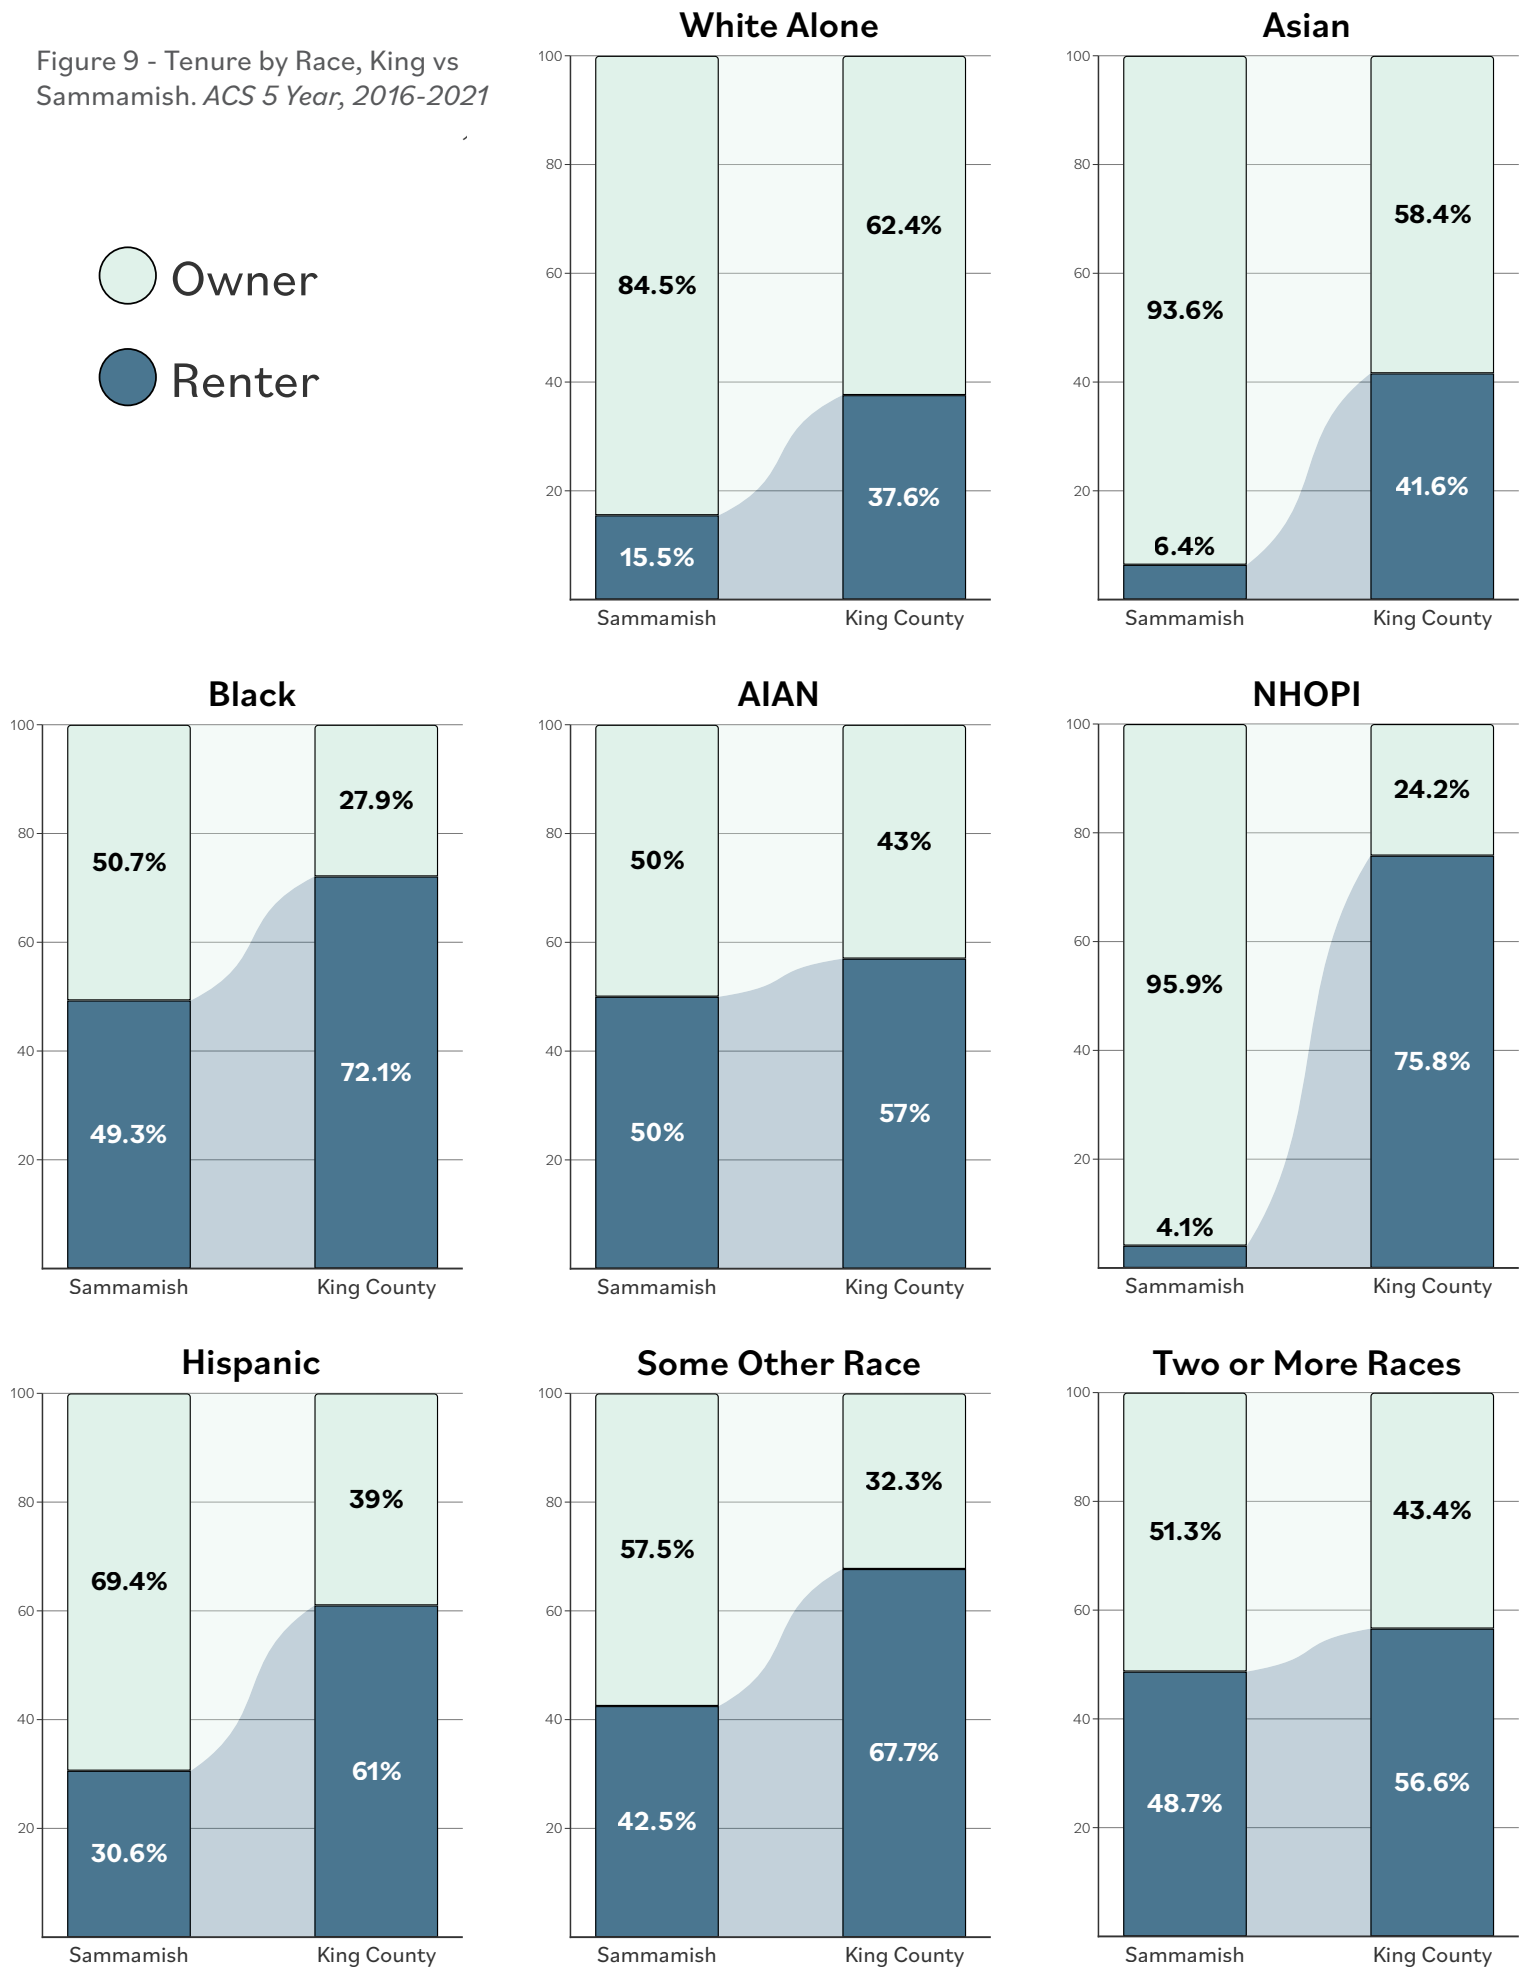 Figure 9 - Tenure by Race, King vs
Sammamish. ACS 5 Year, 2016-2021
Owner
Renter
White Alone
100
80
60
40
20
84.5%
15.5%
62.4%
37.6%
Sammamish
King County
Asian
100
80
60
40
20
93.6%
6.4%
58.4%
41.6%
Sammamish
King County
Black
100
80
60
40
20
50.7%
49.3%
27.9%
72.1%
Sammamish
King County
AIAN
100
80
60
40
20
50%
50%
43%
57%
Sammamish
King County
NHOPI
100
80
60
40
20
95.9%
4.1%
24.2%
75.8%
Sammamish
King County
Hispanic
100
80
60
40
20
69.4%
30.6%
39%
61%
Sammamish
King County
Some Other Race
100
80
60
40
20
57.5%
42.5%
32.3%
67.7%
Sammamish
King County
Two or More Races
100
80
60
40
20
51.3%
48.7%
43.4%
56.6%
Sammamish
King County